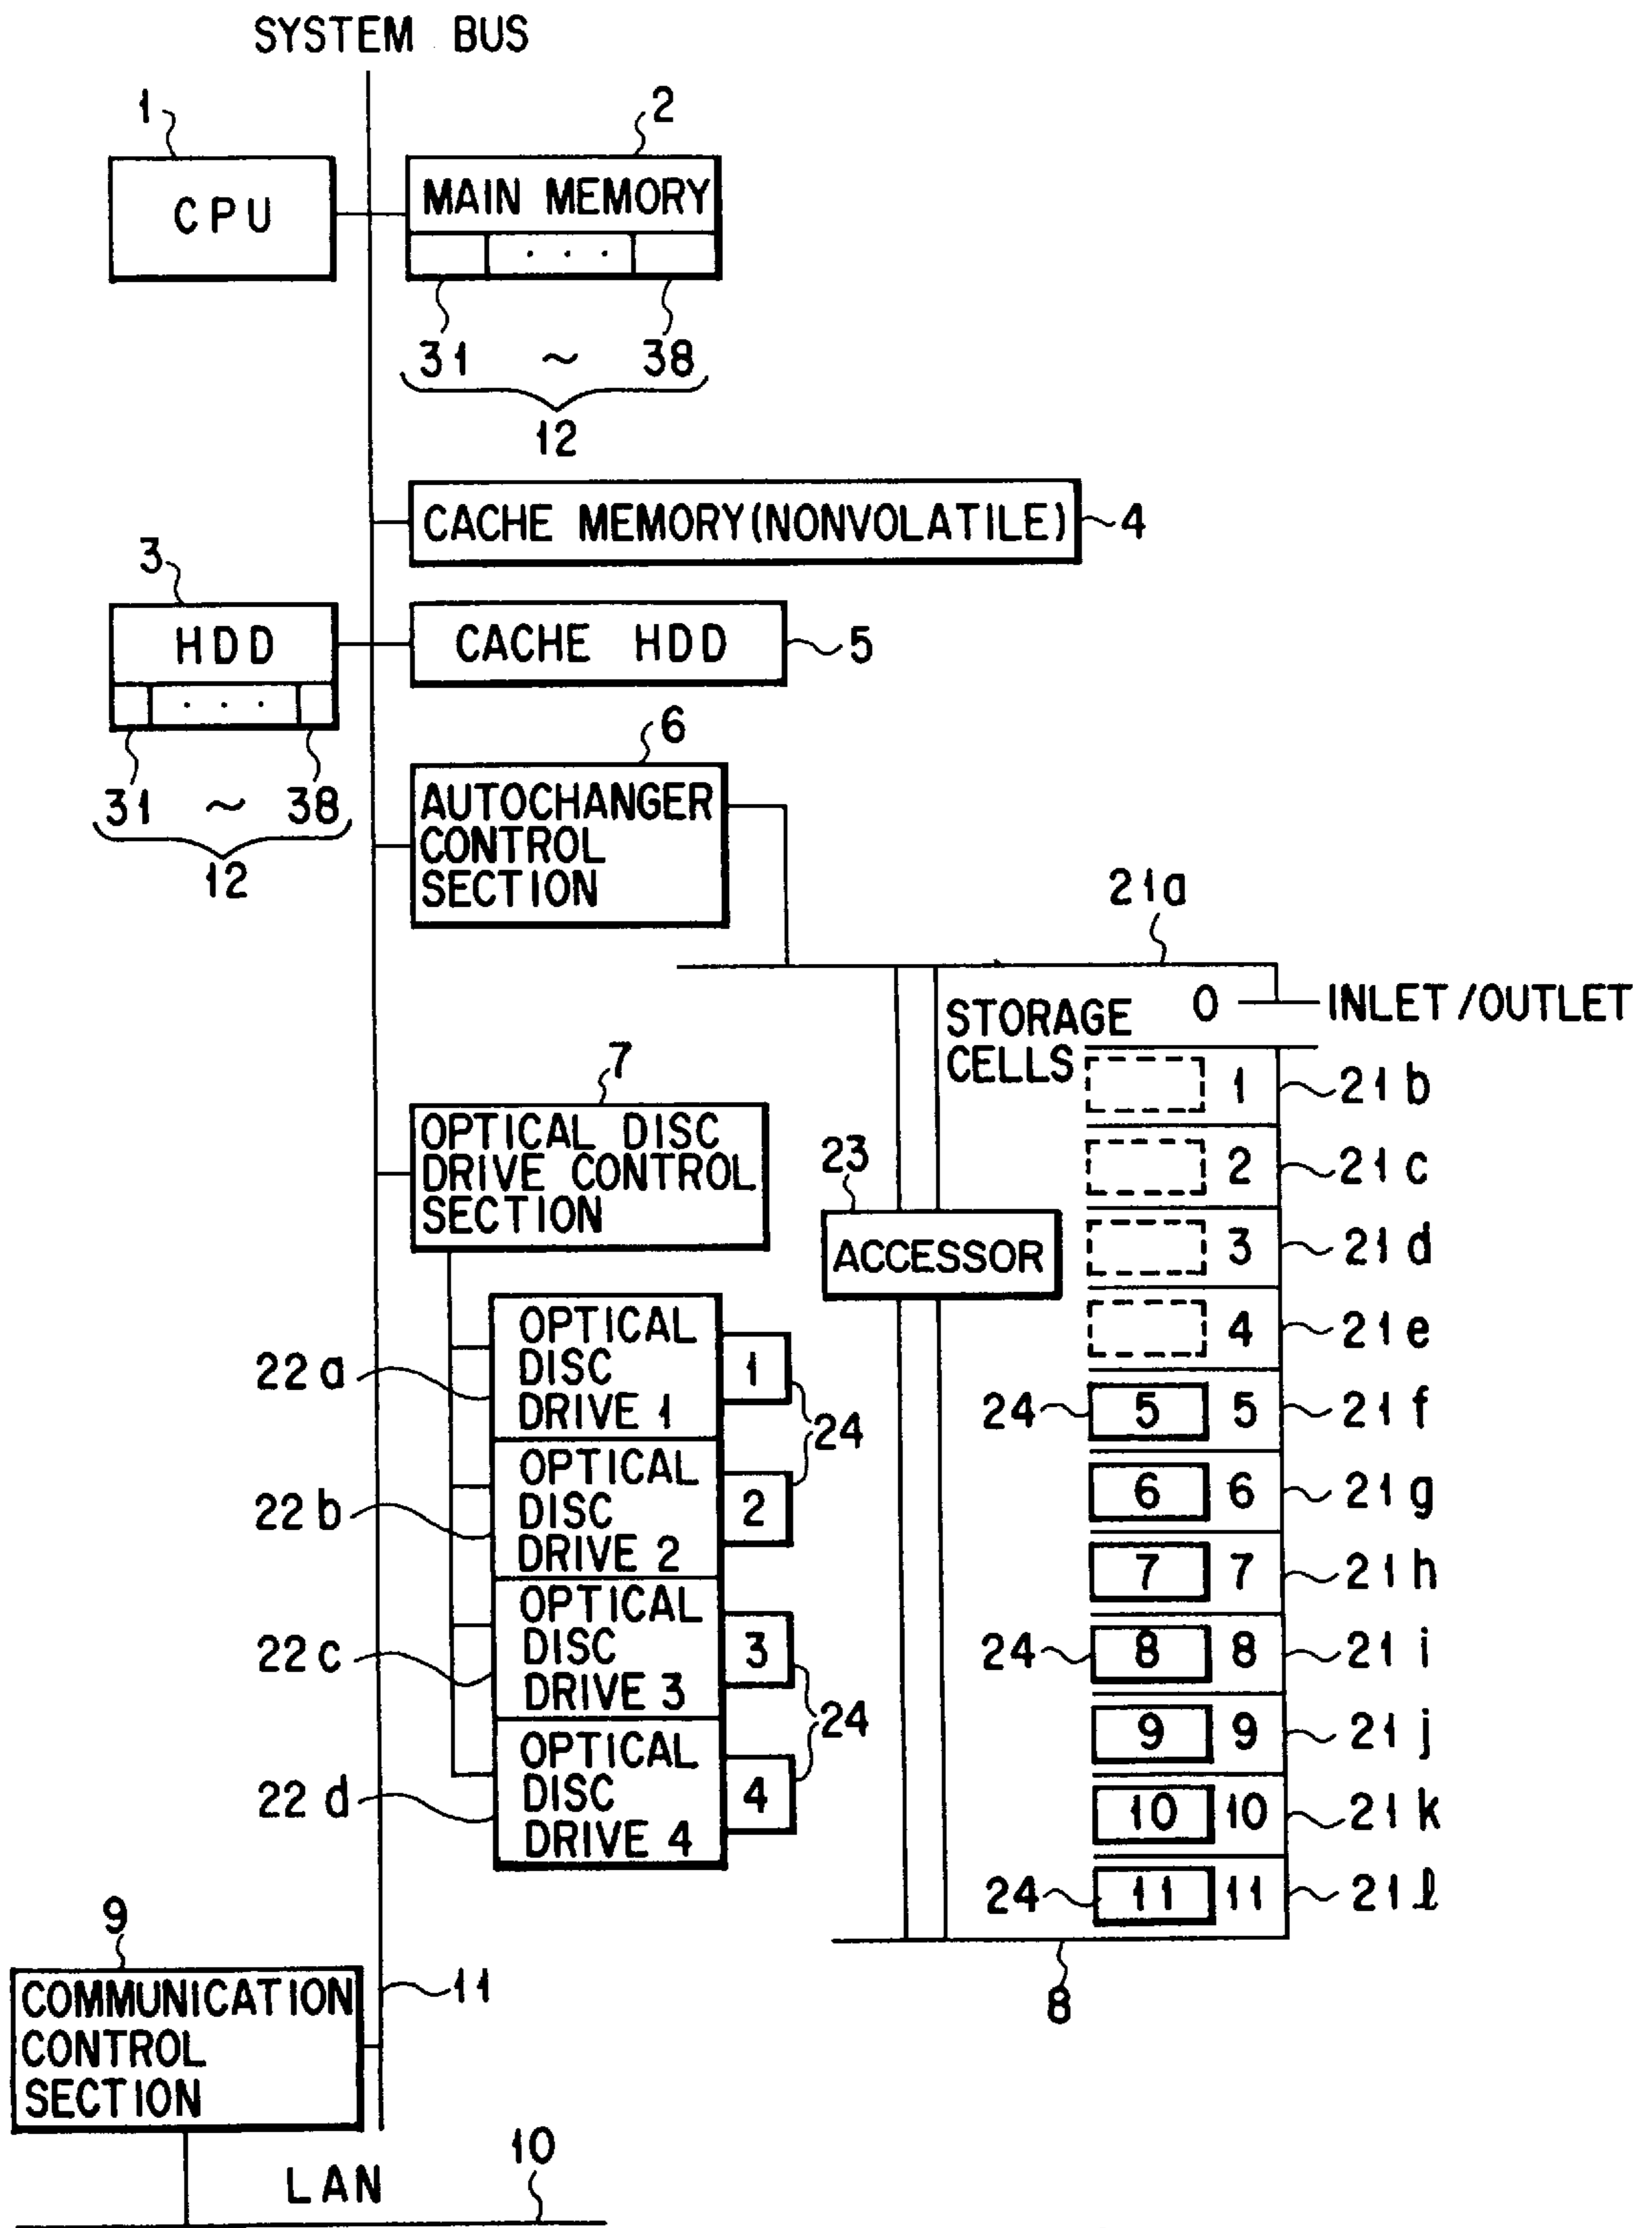 SYSTEM BUS
1
2
CPU
MAIN MEMORY
. . .
31 ~ 38
12
CACHE MEMORY(NONVOLATILE)
4
3
HDD
CACHE HDD
5
. . .
31 ~ 38
12
6
AUTOCHANGER
CONTROL
SECTION
21a
STORAGE
CELLS
0
INLET/OUTLET
1
21b
2
21c
3
21d
4
21e
24
5
5
21f
6
6
21g
7
7
21h
24
8
8
21i
9
9
21j
10
10
21k
24
11
11
21l
8
23
ACCESSOR
7
OPTICAL DISC
DRIVE CONTROL
SECTION
22a
OPTICAL
DISC
DRIVE 1
1
24
22b
OPTICAL
DISC
DRIVE 2
2
22c
OPTICAL
DISC
DRIVE 3
3
24
22d
OPTICAL
DISC
DRIVE 4
4
9
COMMUNICATION
CONTROL
SECTION
11
LAN
10